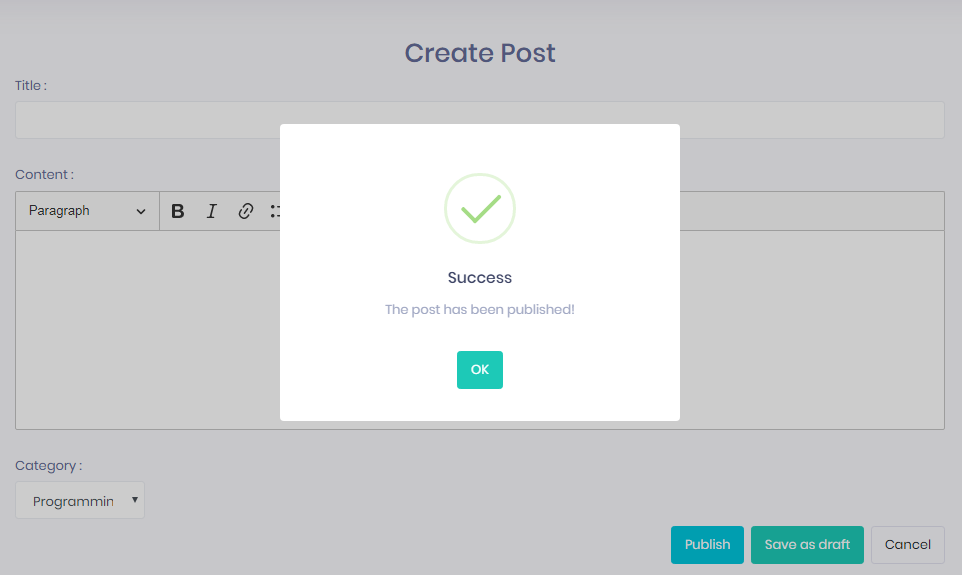 Create Post
Title :
Content :
Paragraph B I
Success
The post has been published!
OK
Category :
Programmin
Publish Save as draft Cancel